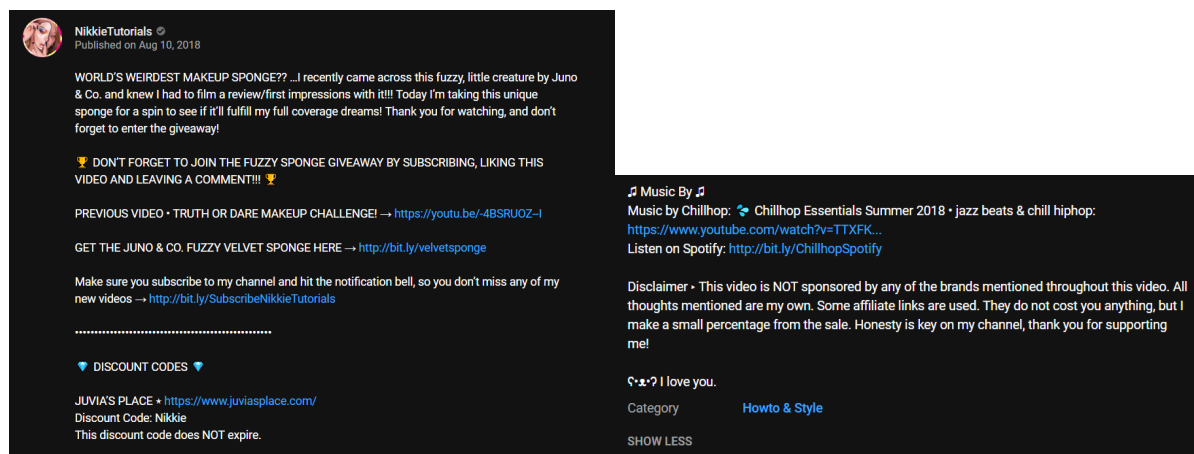 NikkieTutorials
Published on Aug 10, 2018
WORLD'S WEIRDEST MAKEUP SPONGE?? ...I recently came across this fuzzy, little creature by Juno
& Co. and knew I had to film a review/first impressions with it!!! Today I'm taking this unique
sponge for a spin to see if it'll fulfill my full coverage dreams! Thank you for watching, and don't
forget to enter the giveaway!
🏆 DON'T FORGET TO JOIN THE FUZZY SPONGE GIVEAWAY BY SUBSCRIBING, LIKING THIS
VIDEO AND LEAVING A COMMENT!!! 🏆
PREVIOUS VIDEO • TRUTH OR DARE MAKEUP CHALLENGE! → https://youtu.be/-4BSRUOZ--I
GET THE JUNO & CO. FUZZY VELVET SPONGE HERE → http://bit.ly/velvetsponge
Make sure you subscribe to my channel and hit the notification bell, so you don't miss any of my
new videos → http://bit.ly/SubscribeNikkieTutorials
••••••••••••••••••••••••••••••••••••••••••••••••••
💎 DISCOUNT CODES 💎
JUVIA'S PLACE ⋆ https://www.juviasplace.com/
Discount Code: Nikkie
This discount code does NOT expire.
♫ Music By ♫
Music by Chillhop: 💦 Chillhop Essentials Summer 2018 • jazz beats & chill hiphop:
https://www.youtube.com/watch?v=TTXFK...
Listen on Spotify: http://bit.ly/ChillhopSpotify
Disclaimer ‣ This video is NOT sponsored by any of the brands mentioned throughout this video. All
thoughts mentioned are my own. Some affiliate links are used. They do not cost you anything, but I
make a small percentage from the sale. Honesty is key on my channel, thank you for supporting
me!
ʕ•ᴥ•ʔ I love you.
Category Howto & Style
SHOW LESS